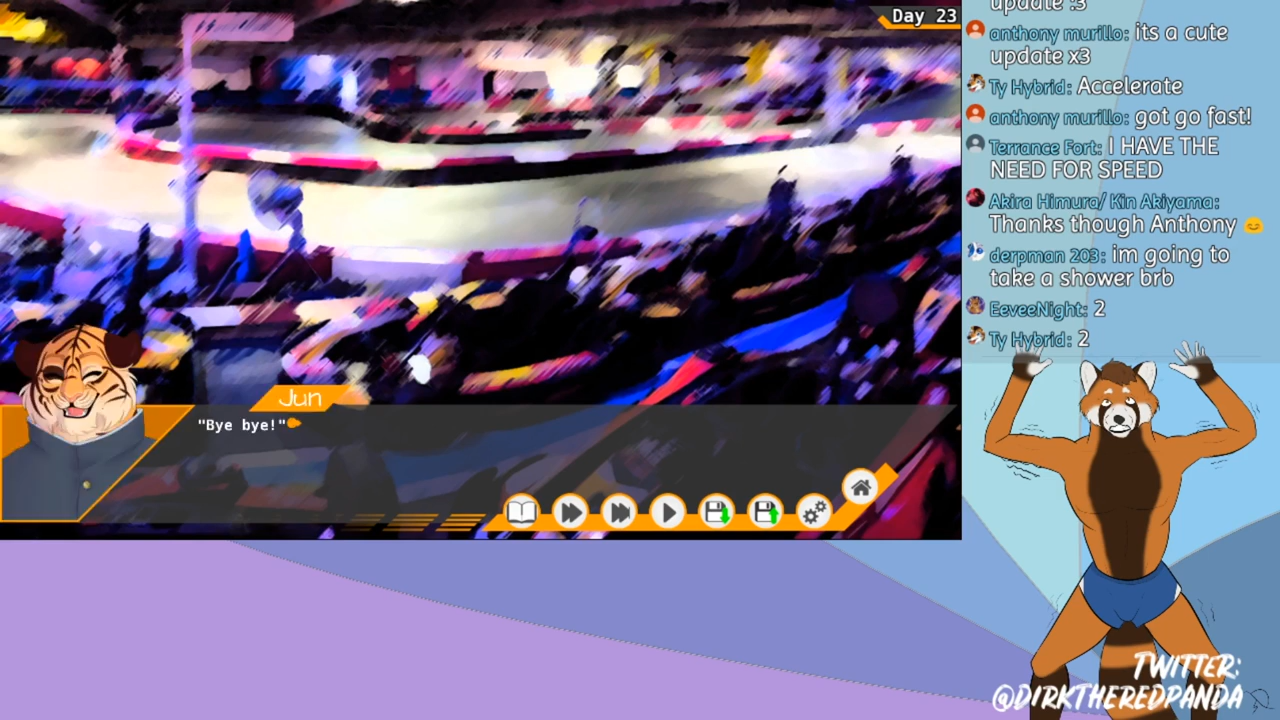 Day 23
Jun
"Bye bye!"
update :3
anthony murillo: its a cute
update x3
Ty Hybrid: Accelerate
anthony murillo: got go fast!
Terrance Fort: I HAVE THE
NEED FOR SPEED
Akira Himura/ Kin Akiyama:
Thanks though Anthony 😊
derpman 203: im going to
take a shower brb
EeveeNight: 2
Ty Hybrid: 2
TWITTER:
@DIRKTHEREDPANDA